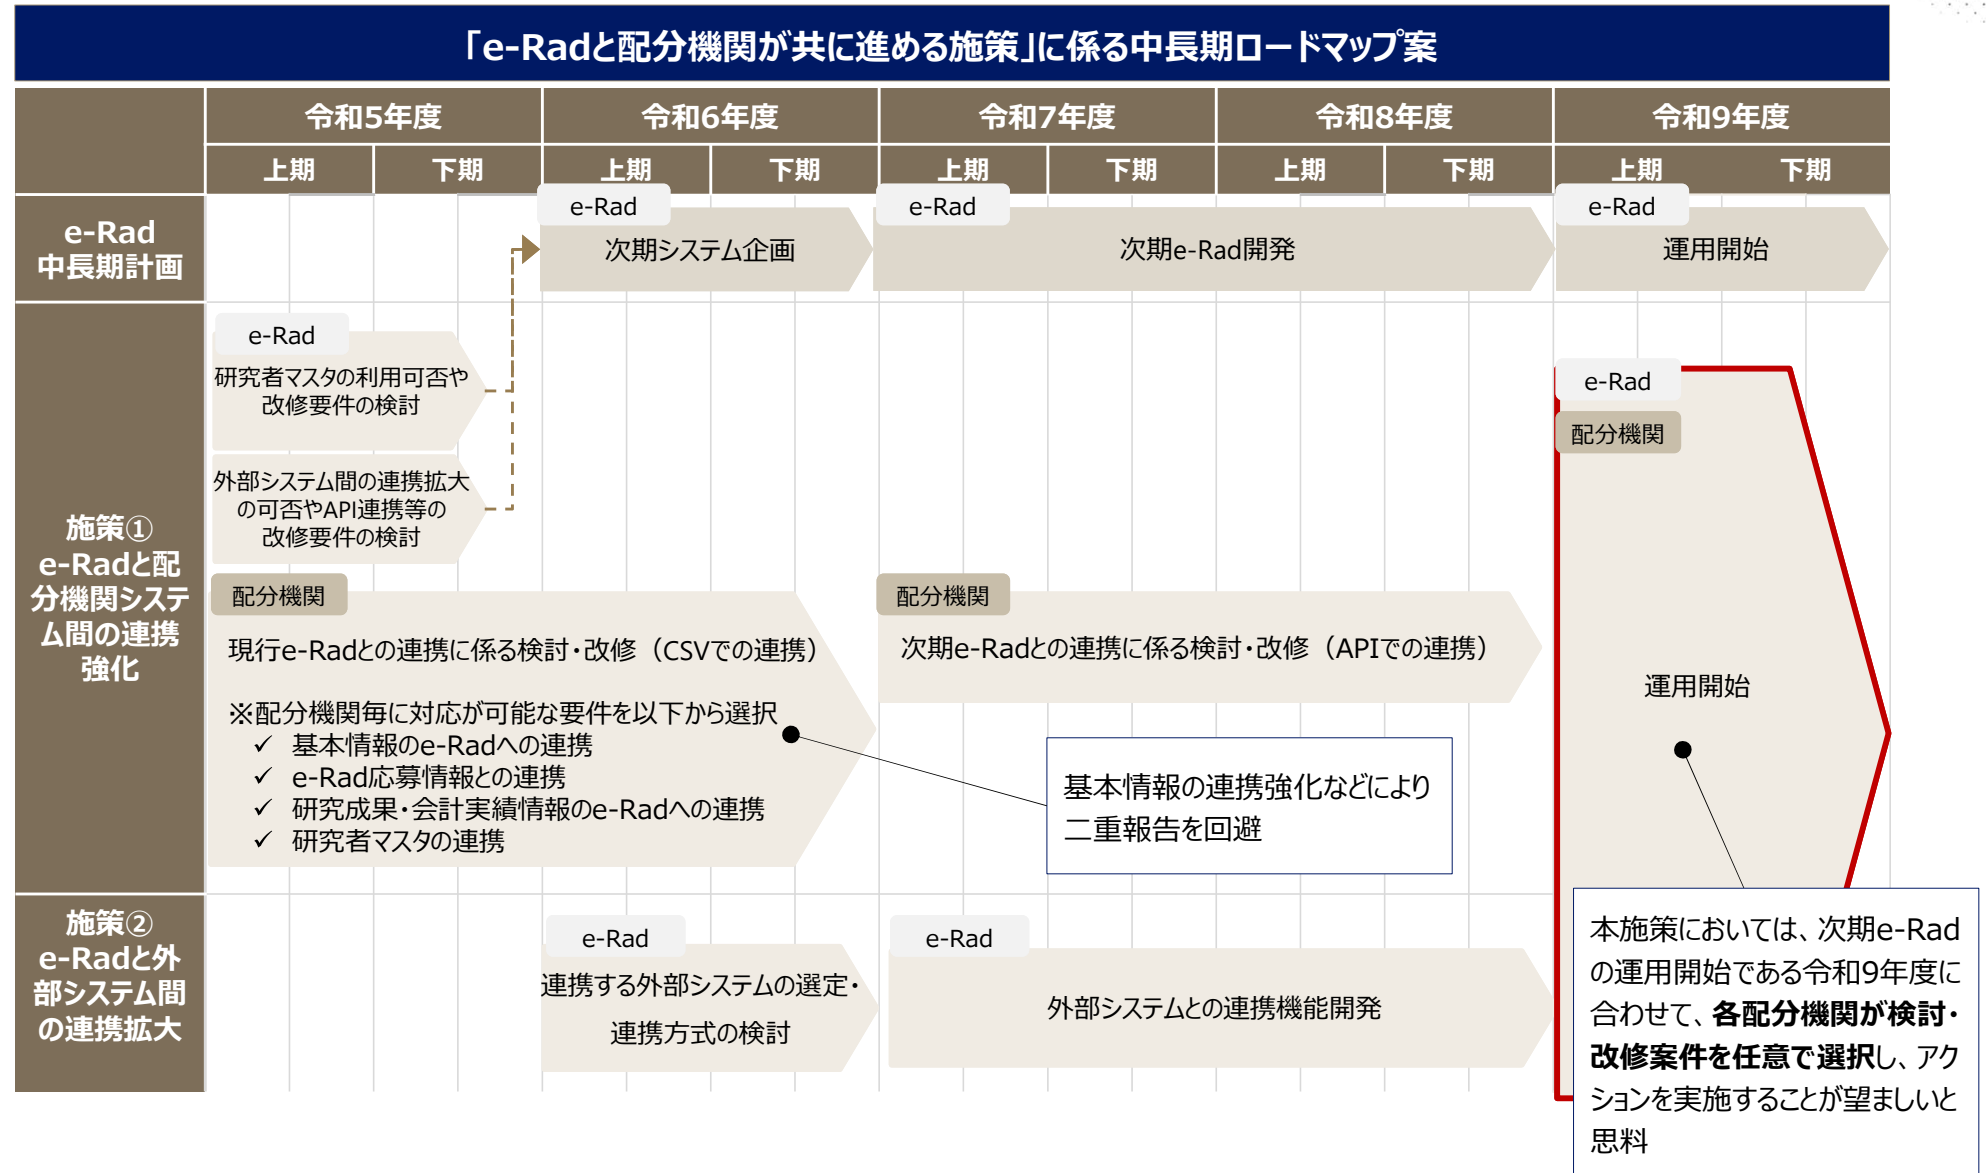 「e-Radと配分機関が共に進める施策」に係る中長期ロードマップ案
令和5年度
令和6年度
令和7年度
令和8年度
令和9年度
上期
下期
上期
下期
上期
下期
上期
下期
上期
下期
e-Rad
中長期計画
e-Rad
次期システム企画
e-Rad
次期e-Rad開発
e-Rad
運用開始
施策①
e-Radと配
分機関システ
ム間の連携
強化
e-Rad
研究者マスタの利用可否や
改修要件の検討
外部システム間の連携拡大
の可否やAPI連携等の
改修要件の検討
配分機関
現行e-Radとの連携に係る検討・改修（CSVでの連携）
※配分機関毎に対応が可能な要件を以下から選択
✓ 基本情報のe-Radへの連携
✓ e-Rad応募情報との連携
✓ 研究成果・会計実績情報のe-Radへの連携
✓ 研究者マスタの連携
配分機関
次期e-Radとの連携に係る検討・改修（APIでの連携）
基本情報の連携強化などにより
二重報告を回避
e-Rad
配分機関
運用開始
施策②
e-Radと外
部システム間
の連携拡大
e-Rad
連携する外部システムの選定・
連携方式の検討
e-Rad
外部システムとの連携機能開発
本施策においては、次期e-Rad
の運用開始である令和9年度に
合わせて、各配分機関が検討・
改修案件を任意で選択し、アク
ションを実施することが望ましいと
思料